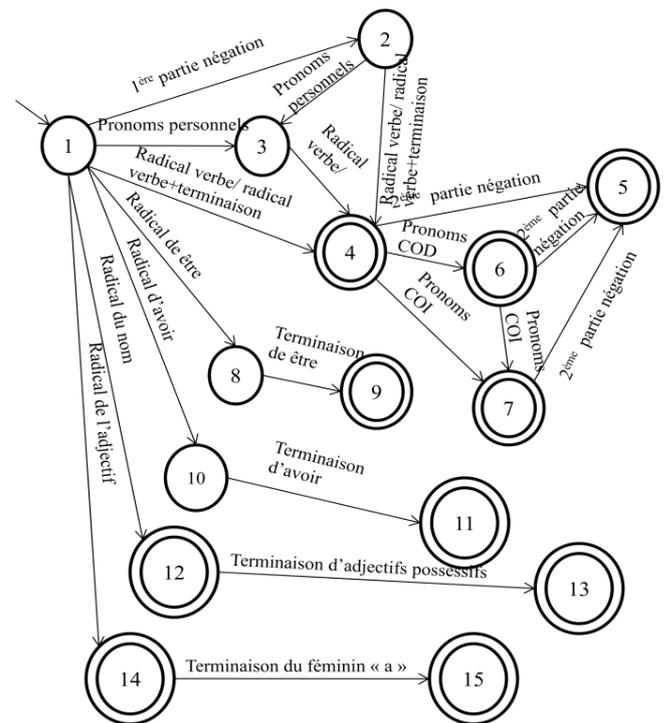 2
1ère partie négation
Pronoms
personnels
Pronoms personnels
1
3
Radical
verbe/
Radical verbe/ radical
verbe+terminaison
Radical verbe/ radical
verbe+terminaison
2ème partie négation
5
2ème partie
négation
4
Pronoms
COD
6
Pronoms
COI
Pronoms
COI
2ème partie négation
7
Radical de être
Radical d’avoir
Radical du nom
Radical de l’adjectif
8
Terminaison
de être
9
10
Terminaison
d’avoir
11
12
Terminaison d’adjectifs possessifs
13
14
Terminaison du féminin « a »
15